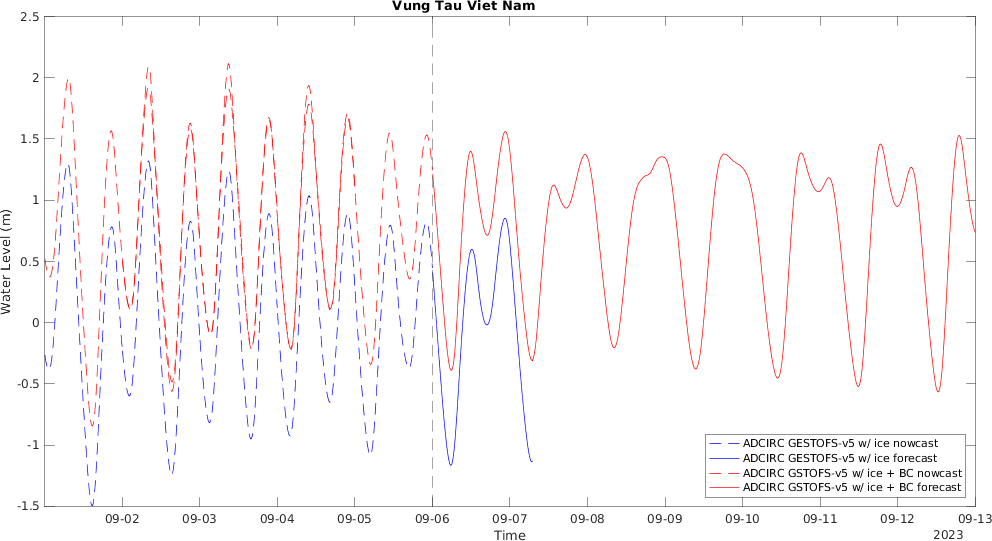 Vung Tau Viet Nam
2.5
2
1.5
1
0.5
0
-0.5
-1
-1.5
Water Level (m)
ADCIRC GESTOFS-v5 w/ ice nowcast
ADCIRC GESTOFS-v5 w/ ice forecast
ADCIRC GSTOFS-v5 w/ ice + BC nowcast
ADCIRC GSTOFS-v5 w/ ice + BC forecast
09-02 09-03 09-04 09-05 09-06 09-07 09-08 09-09 09-10 09-11 09-12 09-13
Time
2023